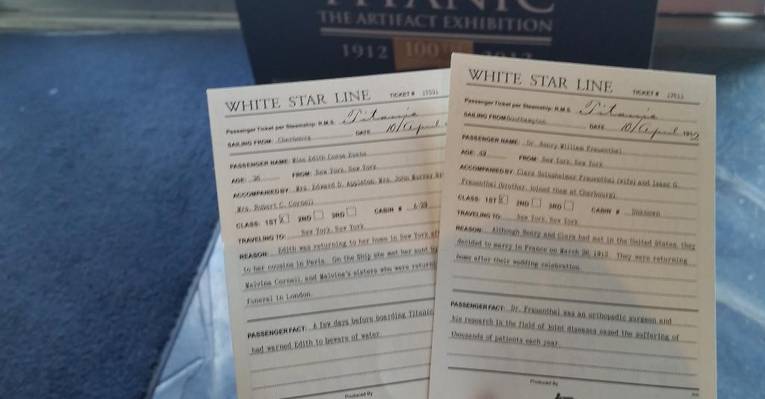 TITANIC
THE ARTIFACT EXHIBITION
1912 100 2012
WHITE STAR LINE TICKET #
Passenger Ticket per Steamship: R.M.S. Titanic
SAILING FROM: Cherbourg DATE 10/April
PASSENGER NAME: Miss Edith Corse Evans
AGE: 36 FROM: New York, New York
ACCOMPANIED BY: Mrs. Edward D. Appleton, Mrs. John Murray
Mrs. Robert C. Cornell
CLASS: 1ST X 2ND 3RD CABIN # A-29
TRAVELING TO: New York, New York
REASON: Edith was returning to her home in New York
to her cousins in Paris. On the Ship she met her aunt
Malvina Cornell, and Malvina's sisters who were
funeral in London.
PASSENGER FACT: A few days before boarding Titanic
had warned Edith to beware of water.
Produced By
WHITE STAR LINE TICKET #
Passenger Ticket per Steamship: R.M.S. Titanic
SAILING FROM: Southampton DATE 10/April 1912
PASSENGER NAME: Dr. Henry William Frauenthal
AGE: 49 FROM: New York, New York
ACCOMPANIED BY: Clara Heinsheimer Frauenthal (wife) and Isaac G.
Frauenthal (brother, joined them at Cherbourg)
CLASS: 1ST X 2ND 3RD CABIN # Unknown
TRAVELING TO: New York, New York
REASON: Although Henry and Clara had met in the United States, they
decided to marry in France on March 26, 1912. They were returning
home after their wedding celebration.
PASSENGER FACT: Dr. Frauenthal was an orthopedic surgeon and
his research in the field of joint diseases eased the suffering of
thousands of patients each year.
Produced By